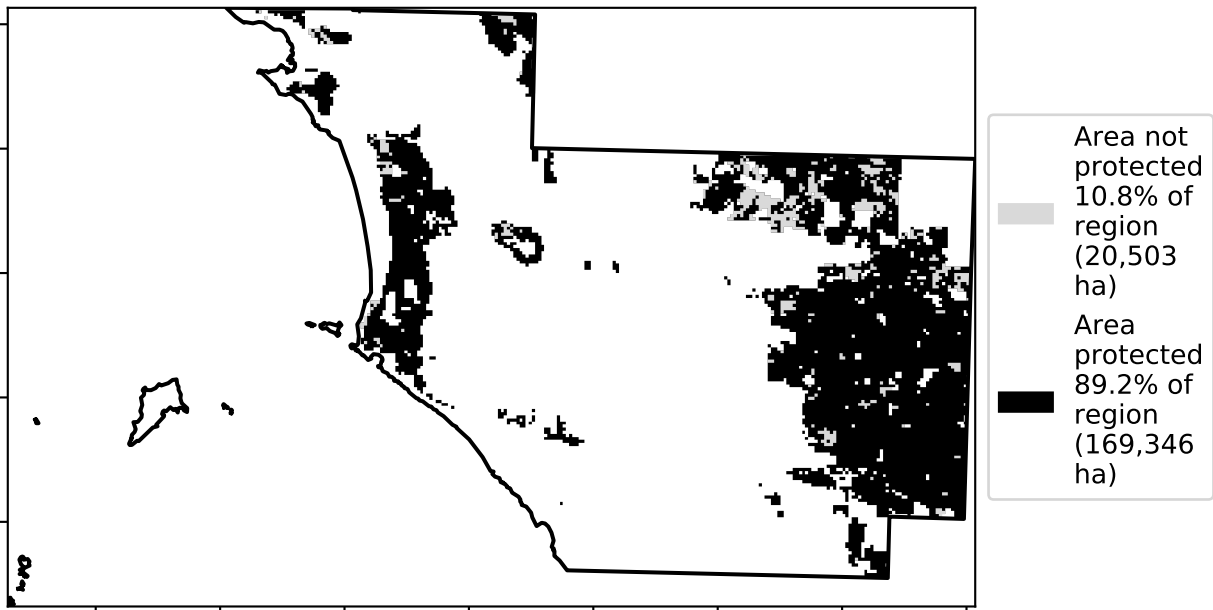 Area not
protected
10.8% of
region
(20,503
ha)
Area
protected
89.2% of
region
(169,346
ha)